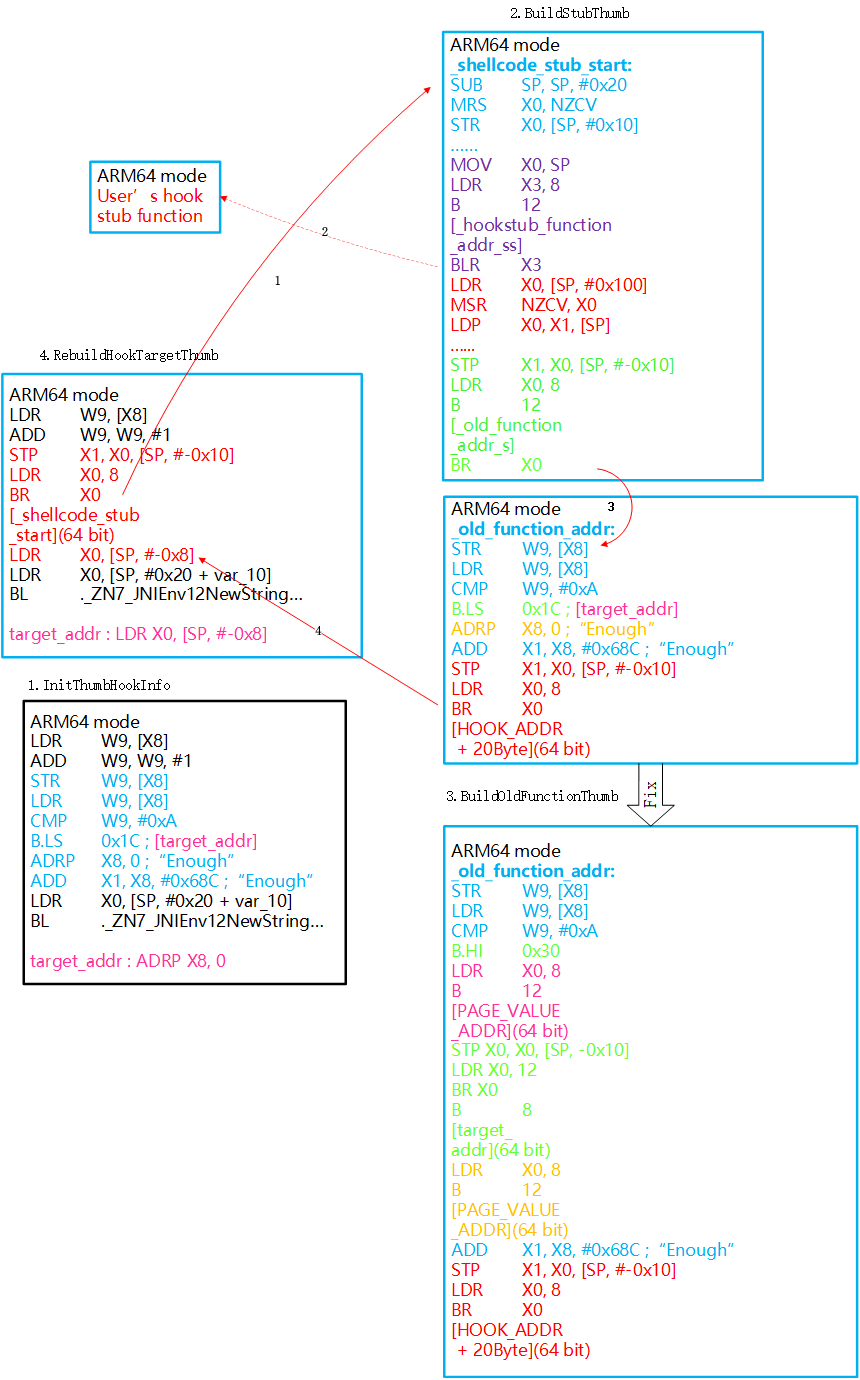 2.BuildStubThumb
ARM64 mode
_shellcode_stub_start:
SUB SP, SP, #0x20
MRS X0, NZCV
STR X0, [SP, #0x10]
......
MOV X0, SP
LDR X3, 8
B 12
[_hookstub_function
_addr_ss]
BLR X3
LDR X0, [SP, #0x100]
MSR NZCV, X0
LDP X0, X1, [SP]
......
STP X1, X0, [SP, #-0x10]
LDR X0, 8
B 12
[_old_function
_addr_s]
BR X0
ARM64 mode
User’s hook
stub function
2
1
4.RebuildHookTargetThumb
ARM64 mode
LDR W9, [X8]
ADD W9, W9, #1
STP X1, X0, [SP, #-0x10]
LDR X0, 8
BR X0
[_shellcode_stub
_start](64 bit)
LDR X0, [SP, #-0x8]
LDR X0, [SP, #0x20 + var_10]
BL ._ZN7_JNIEnv12NewString...
target_addr : LDR X0, [SP, #-0x8]
3
4
ARM64 mode
_old_function_addr:
STR W9, [X8]
LDR W9, [X8]
CMP W9, #0xA
B.LS 0x1C ; [target_addr]
ADRP X8, 0 ; “Enough”
ADD X1, X8, #0x68C ; “Enough”
STP X1, X0, [SP, #-0x10]
LDR X0, 8
BR X0
[HOOK_ADDR
+ 20Byte](64 bit)
1.InitThumbHookInfo
ARM64 mode
LDR W9, [X8]
ADD W9, W9, #1
STR W9, [X8]
LDR W9, [X8]
CMP W9, #0xA
B.LS 0x1C ; [target_addr]
ADRP X8, 0 ; “Enough”
ADD X1, X8, #0x68C ; “Enough”
LDR X0, [SP, #0x20 + var_10]
BL ._ZN7_JNIEnv12NewString...
target_addr : ADRP X8, 0
3.BuildOldFunctionThumb
Fix
ARM64 mode
_old_function_addr:
STR W9, [X8]
LDR W9, [X8]
CMP W9, #0xA
B.HI 0x30
LDR X0, 8
B 12
[PAGE_VALUE
_ADDR](64 bit)
STP X0, X0, [SP, -0x10]
LDR X0, 12
BR X0
B 8
[target_
addr](64 bit)
LDR X0, 8
B 12
[PAGE_VALUE
_ADDR](64 bit)
ADD X1, X8, #0x68C ; “Enough”
STP X1, X0, [SP, #-0x10]
LDR X0, 8
BR X0
[HOOK_ADDR
+ 20Byte](64 bit)